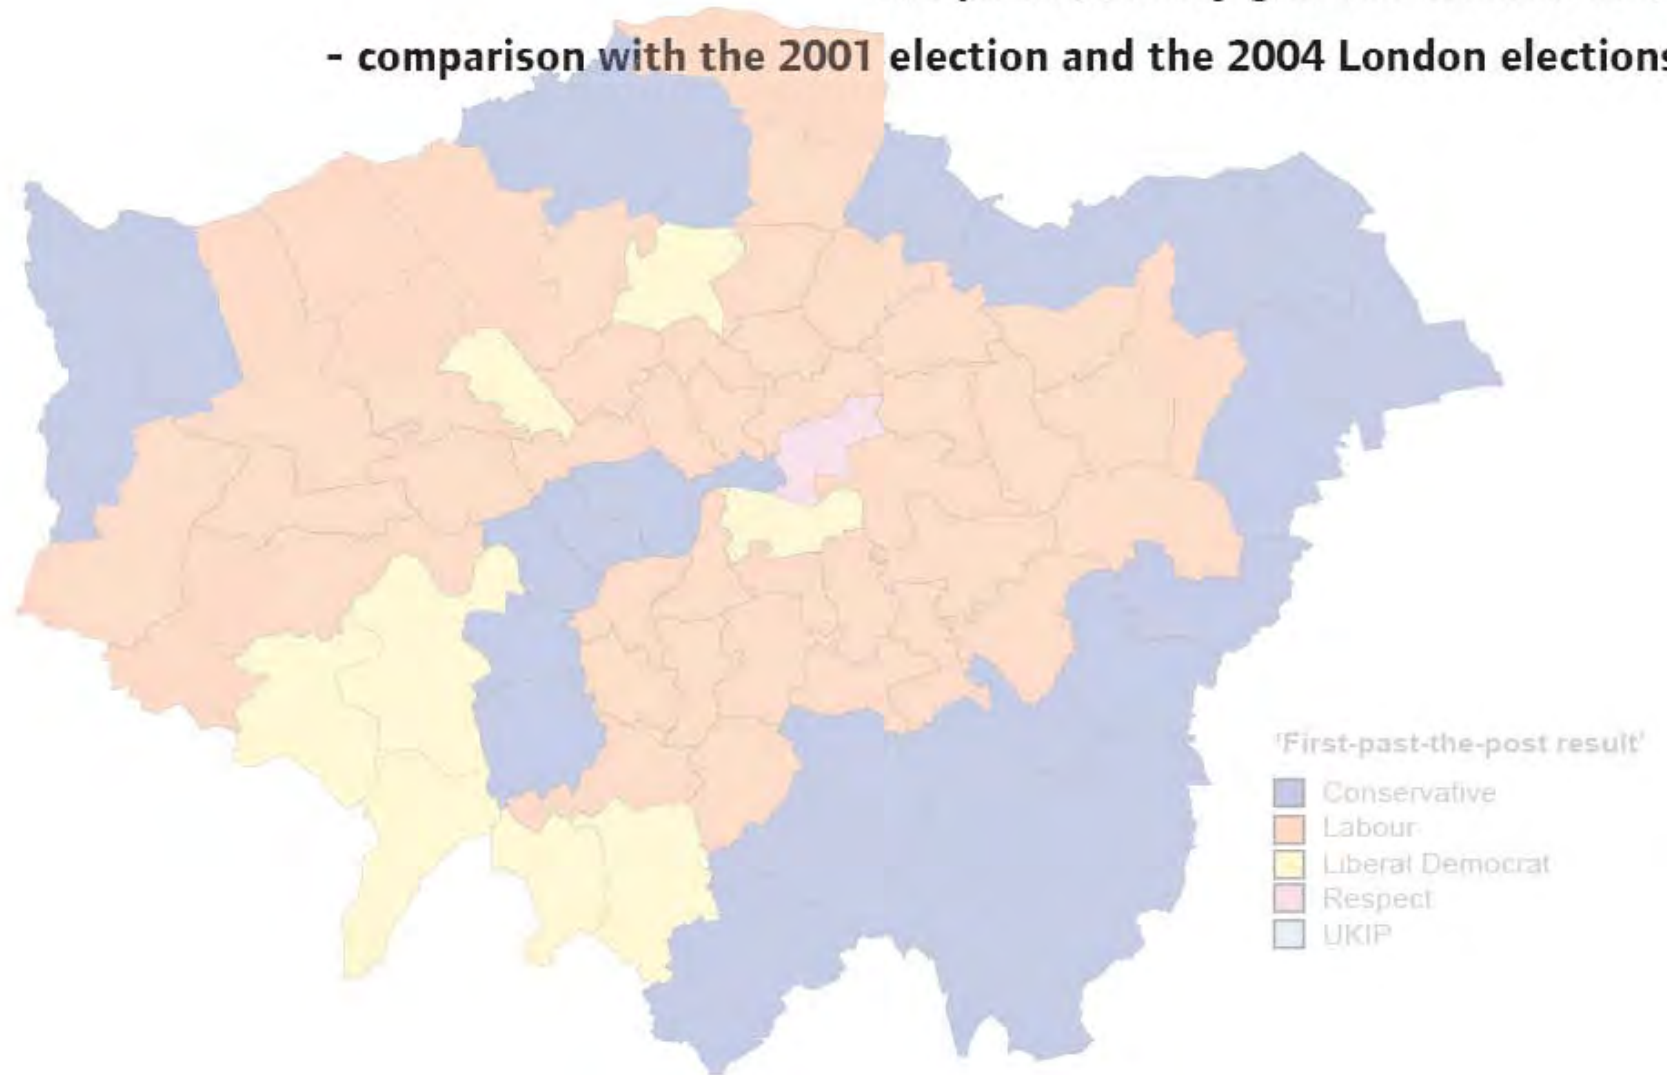 - comparison with the 2001 election and the 2004 London elections
'First-past-the-post result'
Conservative
Labour
Liberal Democrat
Respect
UKIP